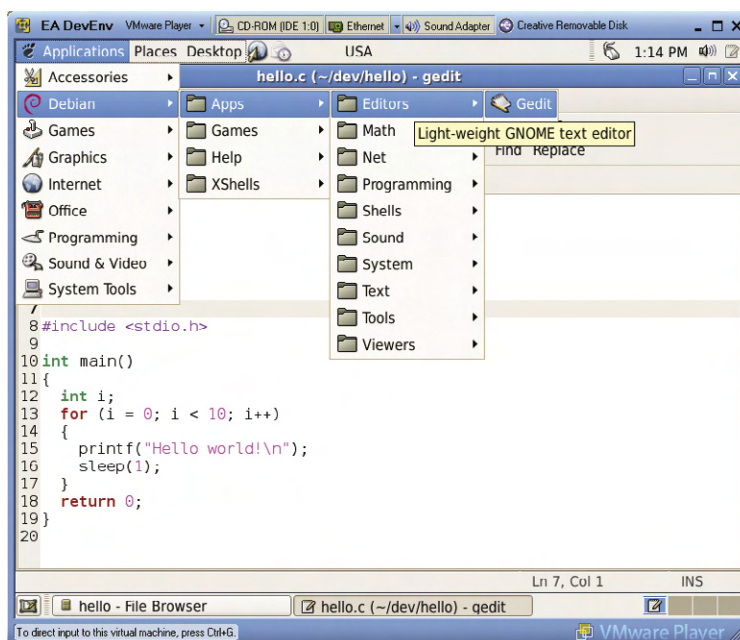 EA DevEnv VMware Player CD-ROM (IDE 1:0) Ethernet Sound Adapter Creative Removable Disk
Applications Places Desktop USA 1:14 PM
hello.c (~/dev/hello) - gedit
Accessories
Debian
Games
Graphics
Internet
Office
Programming
Sound & Video
System Tools
Apps
Games
Help
XShells
Editors
Math
Net
Programming
Shells
Sound
System
Text
Tools
Viewers
Gedit
Light-weight GNOME text editor
Find Replace
7
8 #include <stdio.h>
9
10 int main()
11 {
12 int i;
13 for (i = 0; i < 10; i++)
14 {
15 printf("Hello world!\n");
16 sleep(1);
17 }
18 return 0;
19 }
20
Ln 7, Col 1 INS
hello - File Browser hello.c (~/dev/hello) - gedit
To direct input to this virtual machine, press Ctrl+G. VMware Player